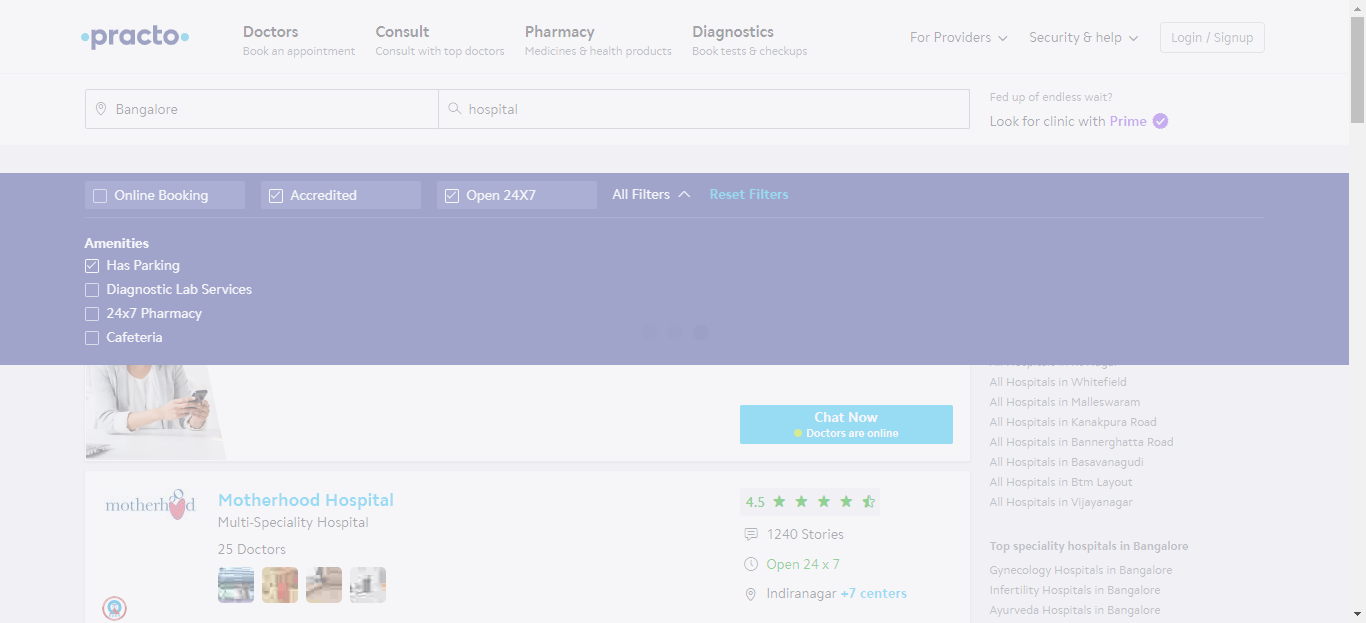 practo
Doctors
Book an appointment
Consult
Consult with top doctors
Pharmacy
Medicines & health products
Diagnostics
Book tests & checkups
For Providers
Security & help
Login / Signup
Bangalore
hospital
Fed up of endless wait?
Look for clinic with Prime
Online Booking
Accredited
Open 24X7
All Filters
Reset Filters
Amenities
Has Parking
Diagnostic Lab Services
24x7 Pharmacy
Cafeteria
Chat Now
Doctors are online
motherhood
Motherhood Hospital
Multi-Speciality Hospital
25 Doctors
4.5
1240 Stories
Open 24 x 7
Indiranagar +7 centers
All Hospitals in Whitefield
All Hospitals in Malleswaram
All Hospitals in Kanakpura Road
All Hospitals in Bannerghatta Road
All Hospitals in Basavanagudi
All Hospitals in Btm Layout
All Hospitals in Vijayanagar
Top speciality hospitals in Bangalore
Gynecology Hospitals in Bangalore
Infertility Hospitals in Bangalore
Ayurveda Hospitals in Bangalore